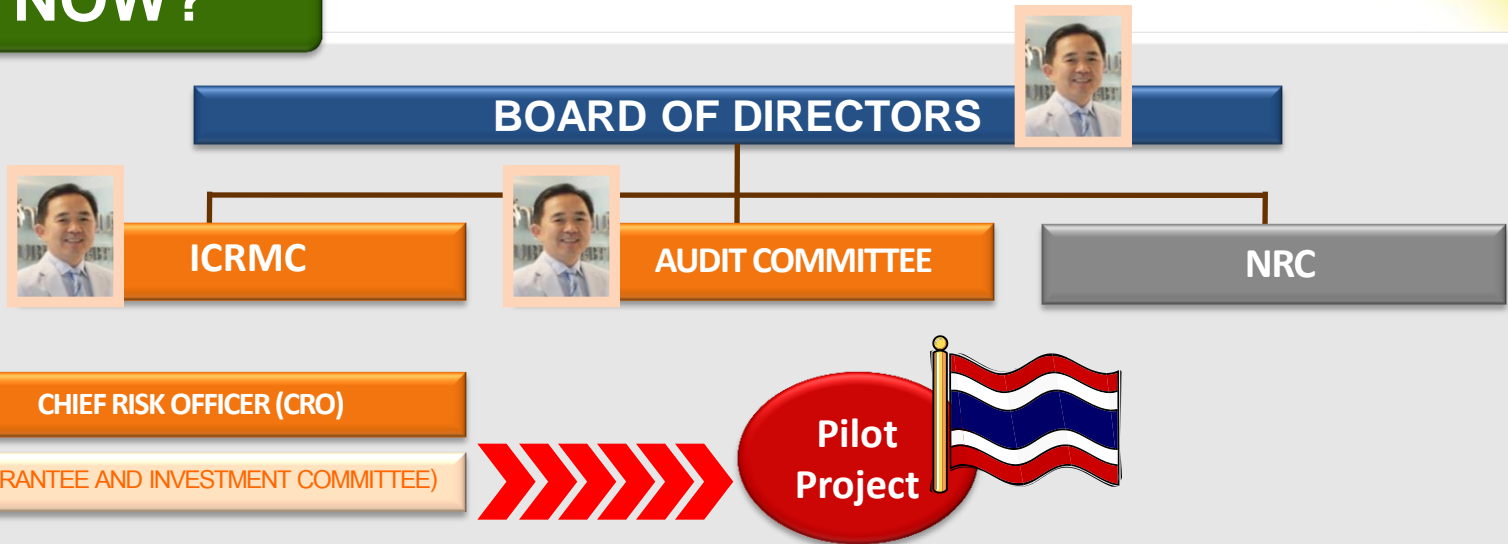 NOW?
BOARD OF DIRECTORS
ICRMC
AUDIT COMMITTEE
NRC
CHIEF RISK OFFICER (CRO)
RANTEE AND INVESTMENT COMMITTEE)
Pilot
Project